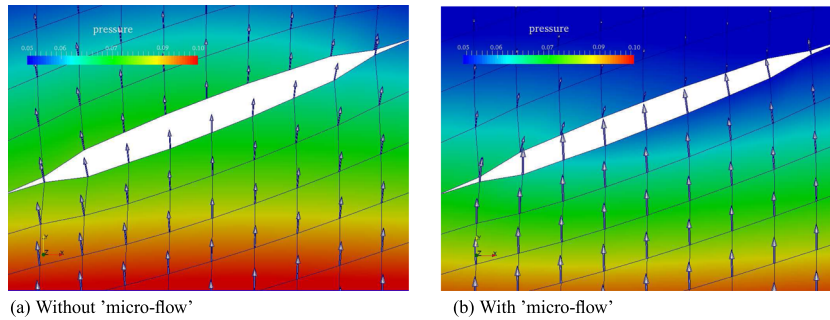 pressure
0.05 0.06 0.07 0.09 0.10
Y
Z X
(a) Without 'micro-flow'
pressure
0.05 0.06 0.07 0.09 0.10
Y
Z X
(b) With 'micro-flow'